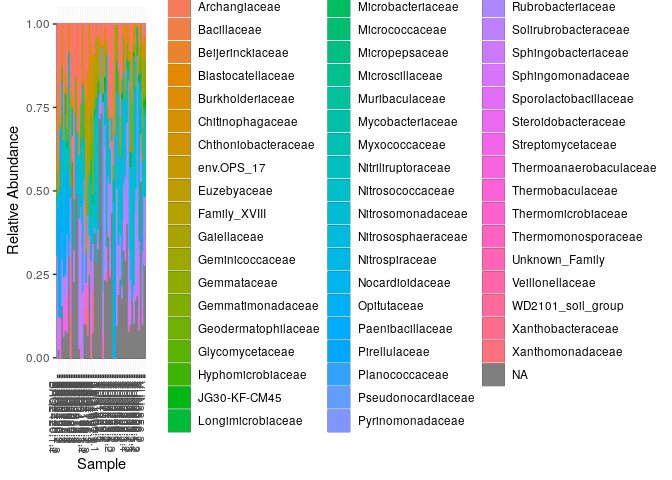 1.00
0.75
0.50
0.25
0.00
Relative Abundance
Sample
Archangiaceae
Bacillaceae
Beijerinckiaceae
Blastocatellaceae
Burkholderiaceae
Chitinophagaceae
Chthoniobacteraceae
env.OPS_17
Euzebyaceae
Family_XVIII
Gaiellaceae
Geminicoccaceae
Gemmataceae
Gemmatimonadaceae
Geodermatophilaceae
Glycomycetaceae
Hyphomicrobiaceae
JG30-KF-CM45
Longimicrobiaceae
Microbacteriaceae
Micrococcaceae
Micropepsaceae
Microscillaceae
Muribaculaceae
Mycobacteriaceae
Myxococcaceae
Nitriliruptoraceae
Nitrosococcaceae
Nitrosomonadaceae
Nitrososphaeraceae
Nitrospiraceae
Nocardioidaceae
Opitutaceae
Paenibacillaceae
Pirellulaceae
Planococcaceae
Pseudonocardiaceae
Pyrinomonadaceae
Rubrobacteriaceae
Solirubrobacteraceae
Sphingobacteriaceae
Sphingomonadaceae
Sporolactobacillaceae
Steroidobacteraceae
Streptomycetaceae
Thermoanaerobaculaceae
Thermobaculaceae
Thermomicrobiaceae
Thermomonosporaceae
Unknown_Family
Veillonellaceae
WD2101_soil_group
Xanthobacteraceae
Xanthomonadaceae
NA